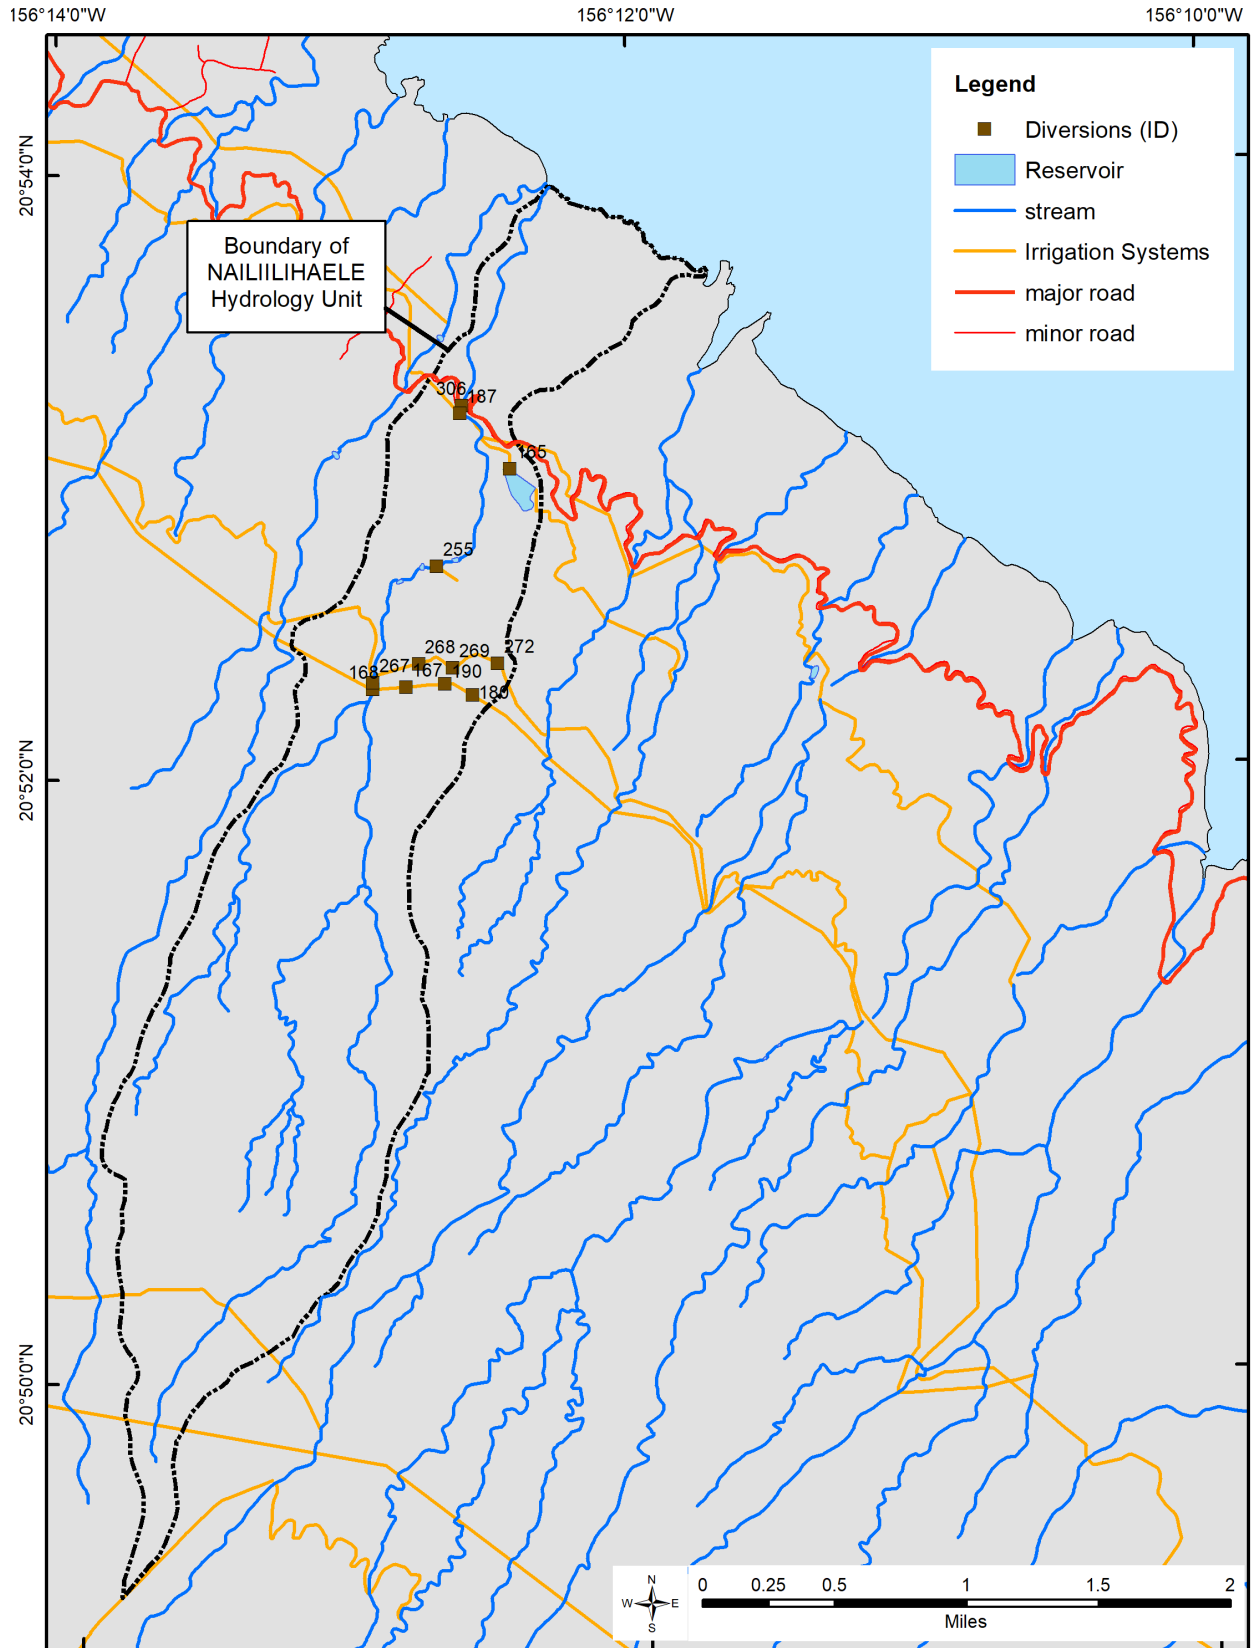 156°14'0"W
156°12'0"W
156°10'0"W
20°54'0"N
20°52'0"N
20°50'0"N
Legend
Diversions (ID)
Reservoir
stream
Irrigation Systems
major road
minor road
Boundary of
NAILIILIHAELE
Hydrology Unit
306
187
165
255
268
269
272
168
267
167
190
180
N
W
E
S
0
0.25
0.5
1
1.5
2
Miles